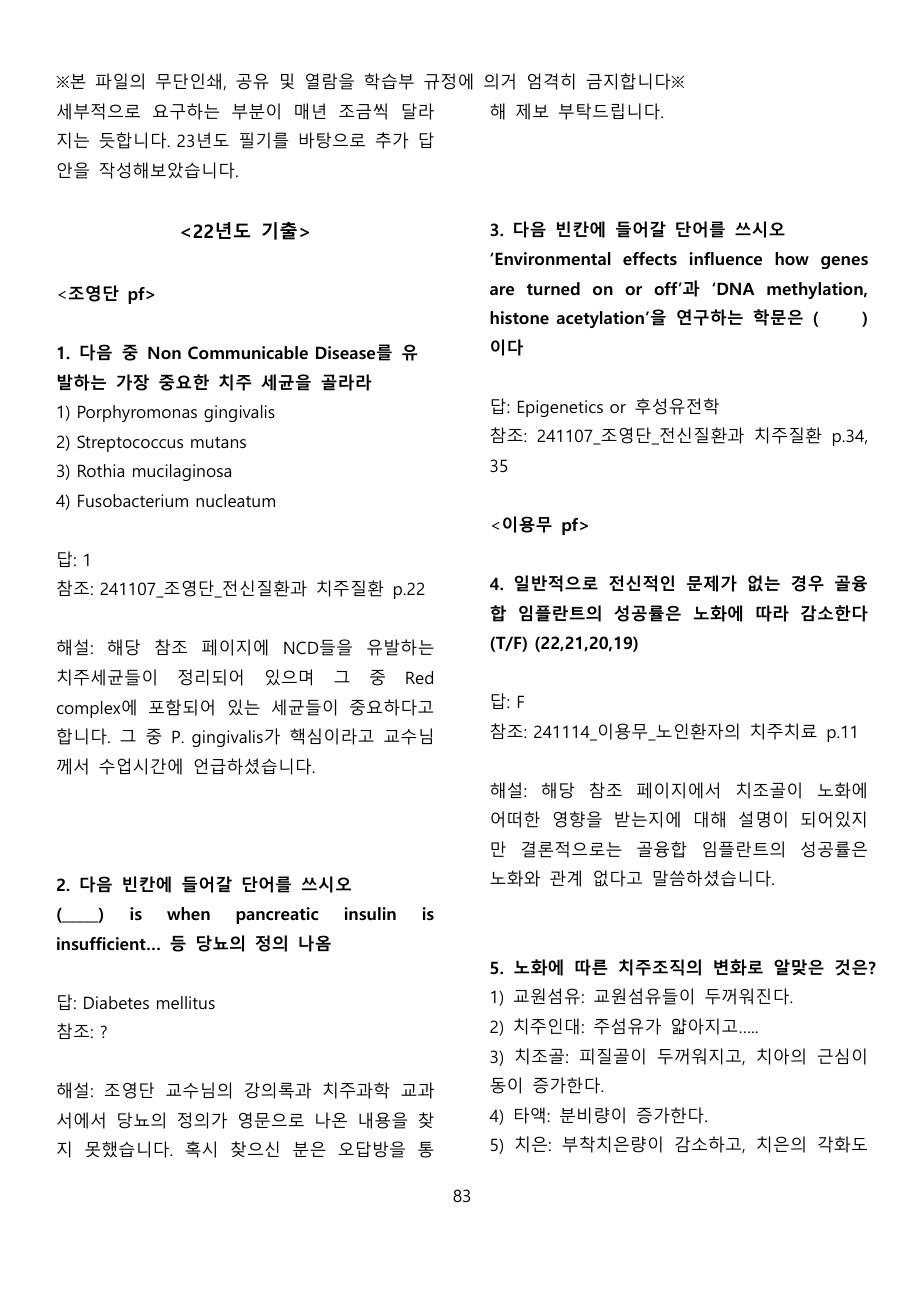 ※본 파일의 무단인쇄, 공유 및 열람을 학습부 규정에 의거 엄격히 금지합니다※
세부적으로 요구하는 부분이 매년 조금씩 달라
지는 듯합니다. 23년도 필기를 바탕으로 추가 답
안을 작성해보았습니다.
<22년도 기출>
<조영단 pf>
1. 다음 중 Non Communicable Disease를 유
발하는 가장 중요한 치주 세균을 골라라
1) Porphyromonas gingivalis
2) Streptococcus mutans
3) Rothia mucilaginosa
4) Fusobacterium nucleatum
답: 1
참조: 241107_조영단_전신질환과 치주질환 p.22
해설: 해당 참조 페이지에 NCD들을 유발하는
치주세균들이 정리되어 있으며 그 중 Red
complex에 포함되어 있는 세균들이 중요하다고
합니다. 그 중 P. gingivalis가 핵심이라고 교수님
께서 수업시간에 언급하셨습니다.
2. 다음 빈칸에 들어갈 단어를 쓰시오
(____) is when pancreatic insulin is
insufficient... 등 당뇨의 정의 나옴
답: Diabetes mellitus
참조: ?
해설: 조영단 교수님의 강의록과 치주과학 교과
서에서 당뇨의 정의가 영문으로 나온 내용을 찾
지 못했습니다. 혹시 찾으신 분은 오답방을 통
해 제보 부탁드립니다.
3. 다음 빈칸에 들어갈 단어를 쓰시오
‘Environmental effects influence how genes
are turned on or off’과 ‘DNA methylation,
histone acetylation’을 연구하는 학문은 ( )
이다
답: Epigenetics or 후성유전학
참조: 241107_조영단_전신질환과 치주질환 p.34,
35
<이용무 pf>
4. 일반적으로 전신적인 문제가 없는 경우 골융
합 임플란트의 성공률은 노화에 따라 감소한다
(T/F) (22,21,20,19)
답: F
참조: 241114_이용무_노인환자의 치주치료 p.11
해설: 해당 참조 페이지에서 치조골이 노화에
어떠한 영향을 받는지에 대해 설명이 되어있지
만 결론적으로는 골융합 임플란트의 성공률은
노화와 관계 없다고 말씀하셨습니다.
5. 노화에 따른 치주조직의 변화로 알맞은 것은?
1) 교원섬유: 교원섬유들이 두꺼워진다.
2) 치주인대: 주섬유가 얇아지고.....
3) 치조골: 피질골이 두꺼워지고, 치아의 근심이
동이 증가한다.
4) 타액: 분비량이 증가한다.
5) 치은: 부착치은량이 감소하고, 치은의 각화도
83